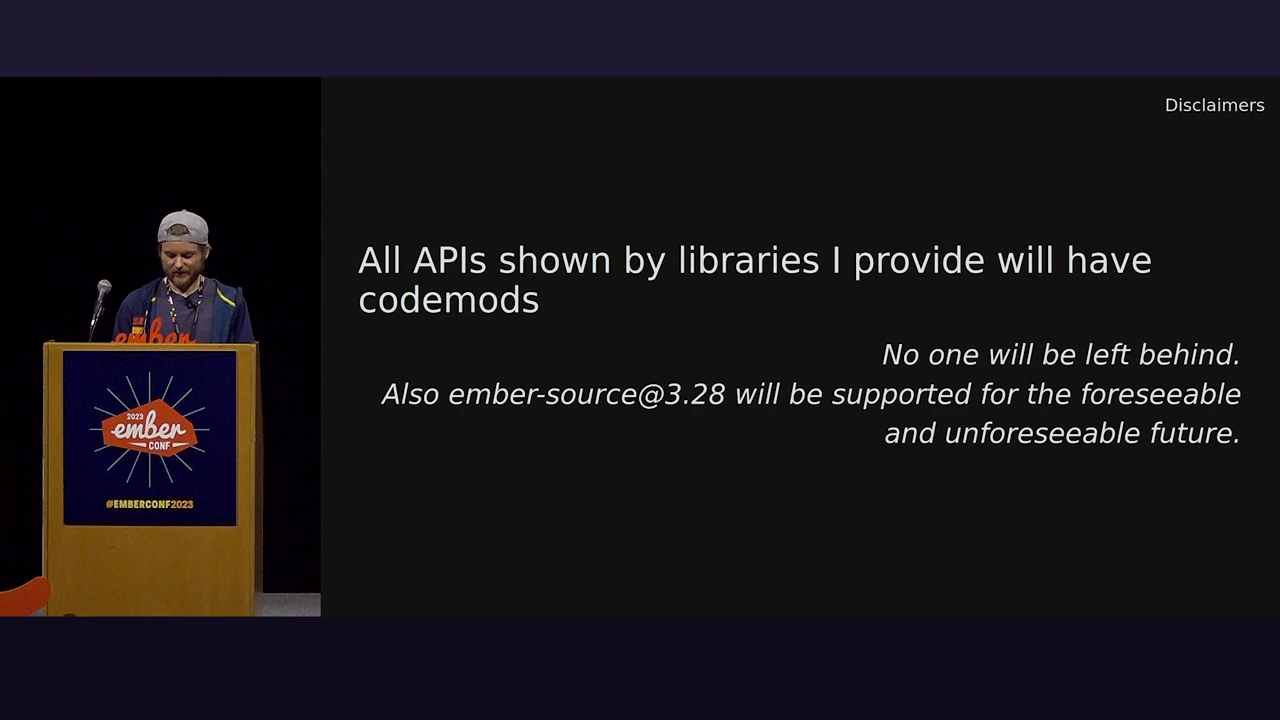 Disclaimers
All APIs shown by libraries I provide will have
codemods
No one will be left behind.
Also ember-source@3.28 will be supported for the foreseeable
and unforeseeable future.
ember
2023
ember
CONF
#EMBERCONF2023